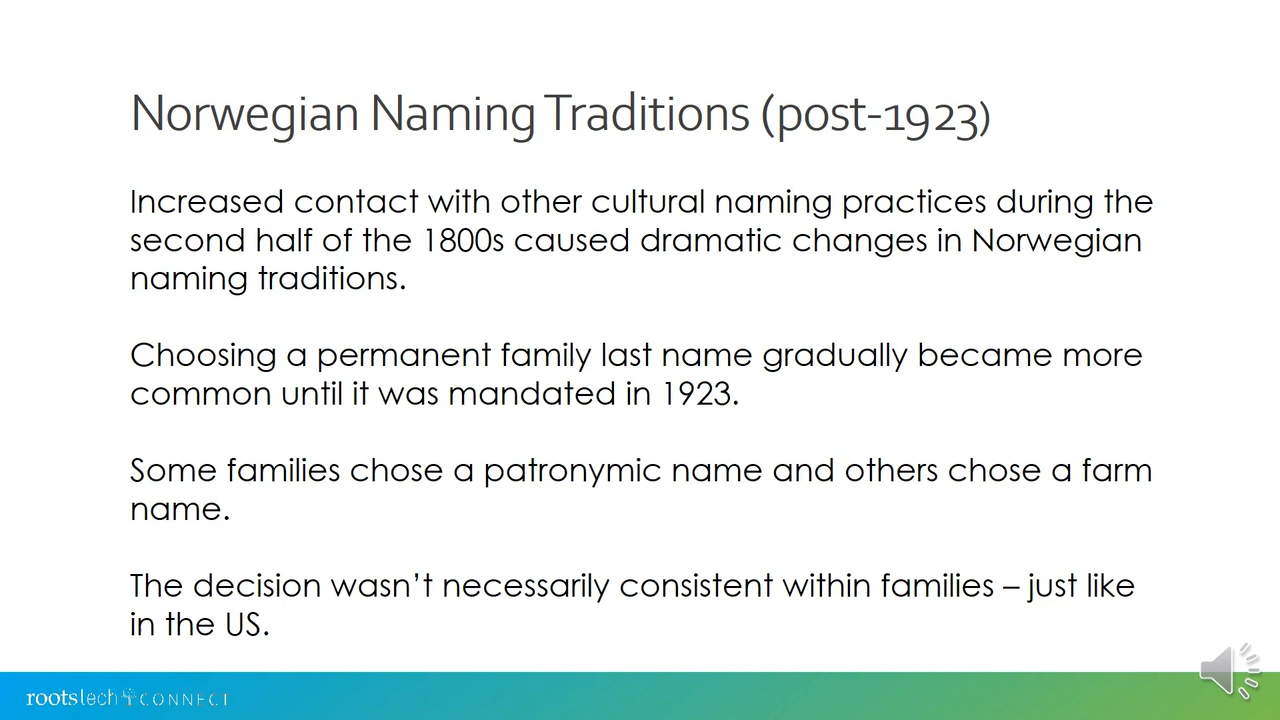 Norwegian Naming Traditions (post-1923)
Increased contact with other cultural naming practices during the
second half of the 1800s caused dramatic changes in Norwegian
naming traditions.
Choosing a permanent family last name gradually became more
common until it was mandated in 1923.
Some families chose a patronymic name and others chose a farm
name.
The decision wasn’t necessarily consistent within families – just like
in the US.
rootstech CONNECT